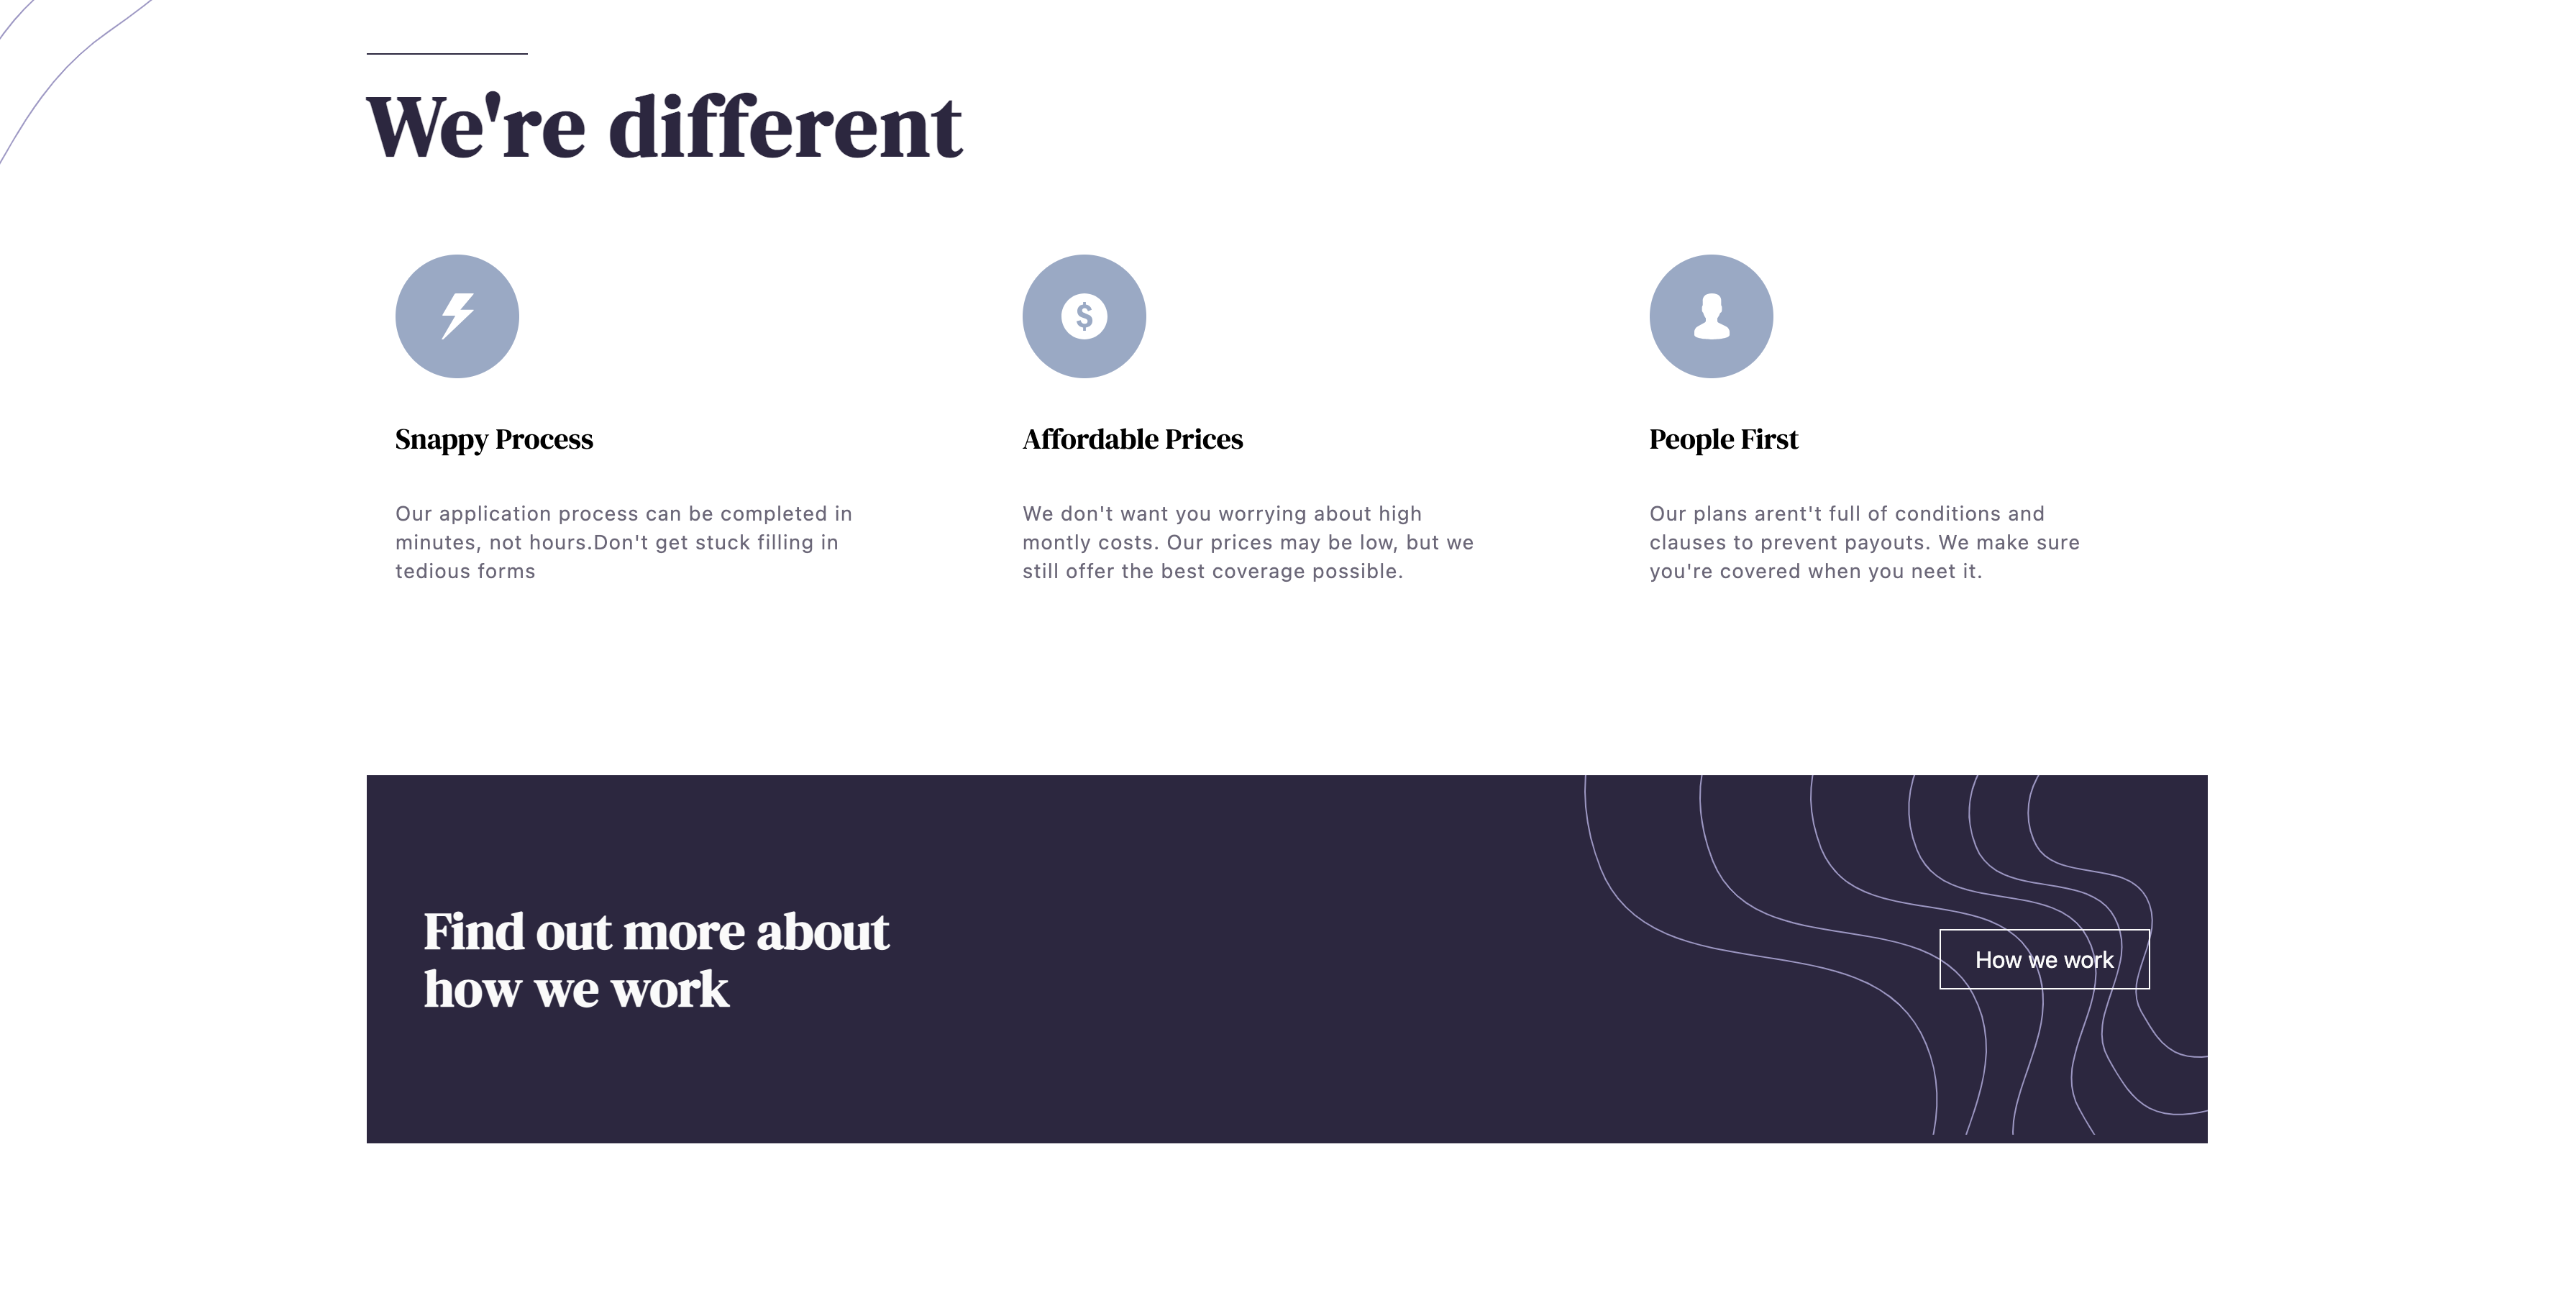 We're different
Snappy Process
Our application process can be completed in
minutes, not hours.Don't get stuck filling in
tedious forms
Affordable Prices
We don't want you worrying about high
montly costs. Our prices may be low, but we
still offer the best coverage possible.
People First
Our plans arent't full of conditions and
clauses to prevent payouts. We make sure
you're covered when you neet it.
Find out more about
how we work
How we work